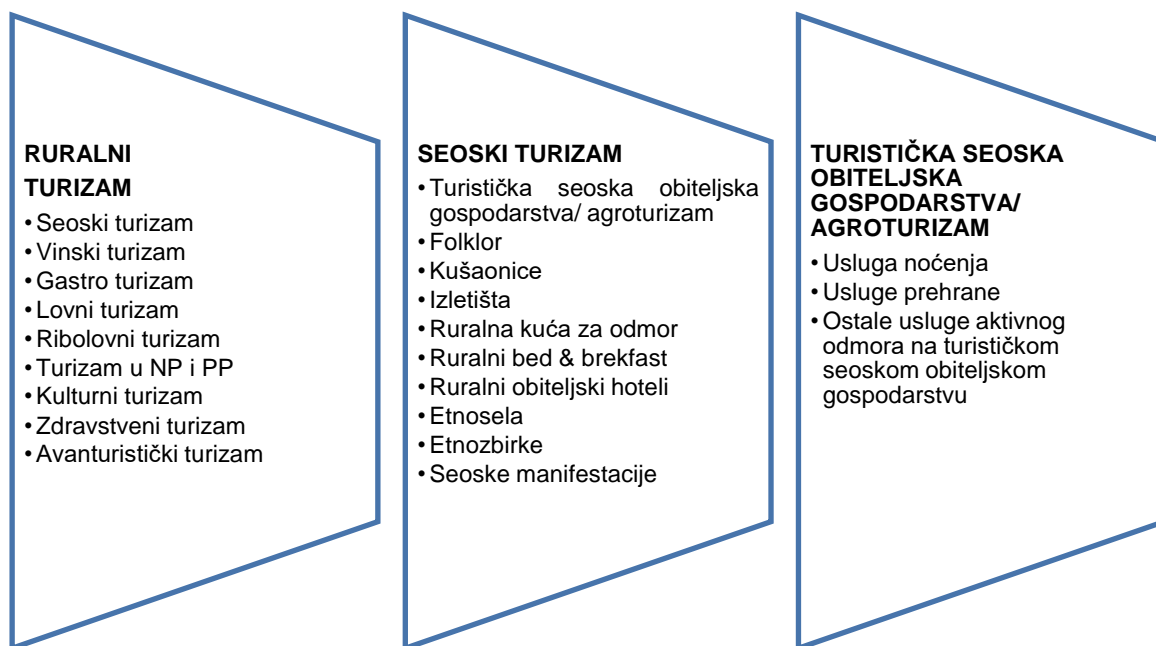 RURALNI
TURIZAM
• Seoski turizam
• Vinski turizam
• Gastro turizam
• Lovni turizam
• Ribolovni turizam
• Turizam u NP i PP
• Kulturni turizam
• Zdravstveni turizam
• Avanturistički turizam
SEOSKI TURIZAM
• Turistička seoska obiteljska
gospodarstva/ agroturizam
• Folklor
• Kušaonice
• Izletišta
• Ruralna kuća za odmor
• Ruralni bed & brekfast
• Ruralni obiteljski hoteli
• Etnosela
• Etnozbirke
• Seoske manifestacije
TURISTIČKA SEOSKA
OBITELJSKA
GOSPODARSTVA/
AGROTURIZAM
• Usluga noćenja
• Usluge prehrane
• Ostale usluge aktivnog
odmora na turističkom
seoskom obiteljskom
gospodarstvu